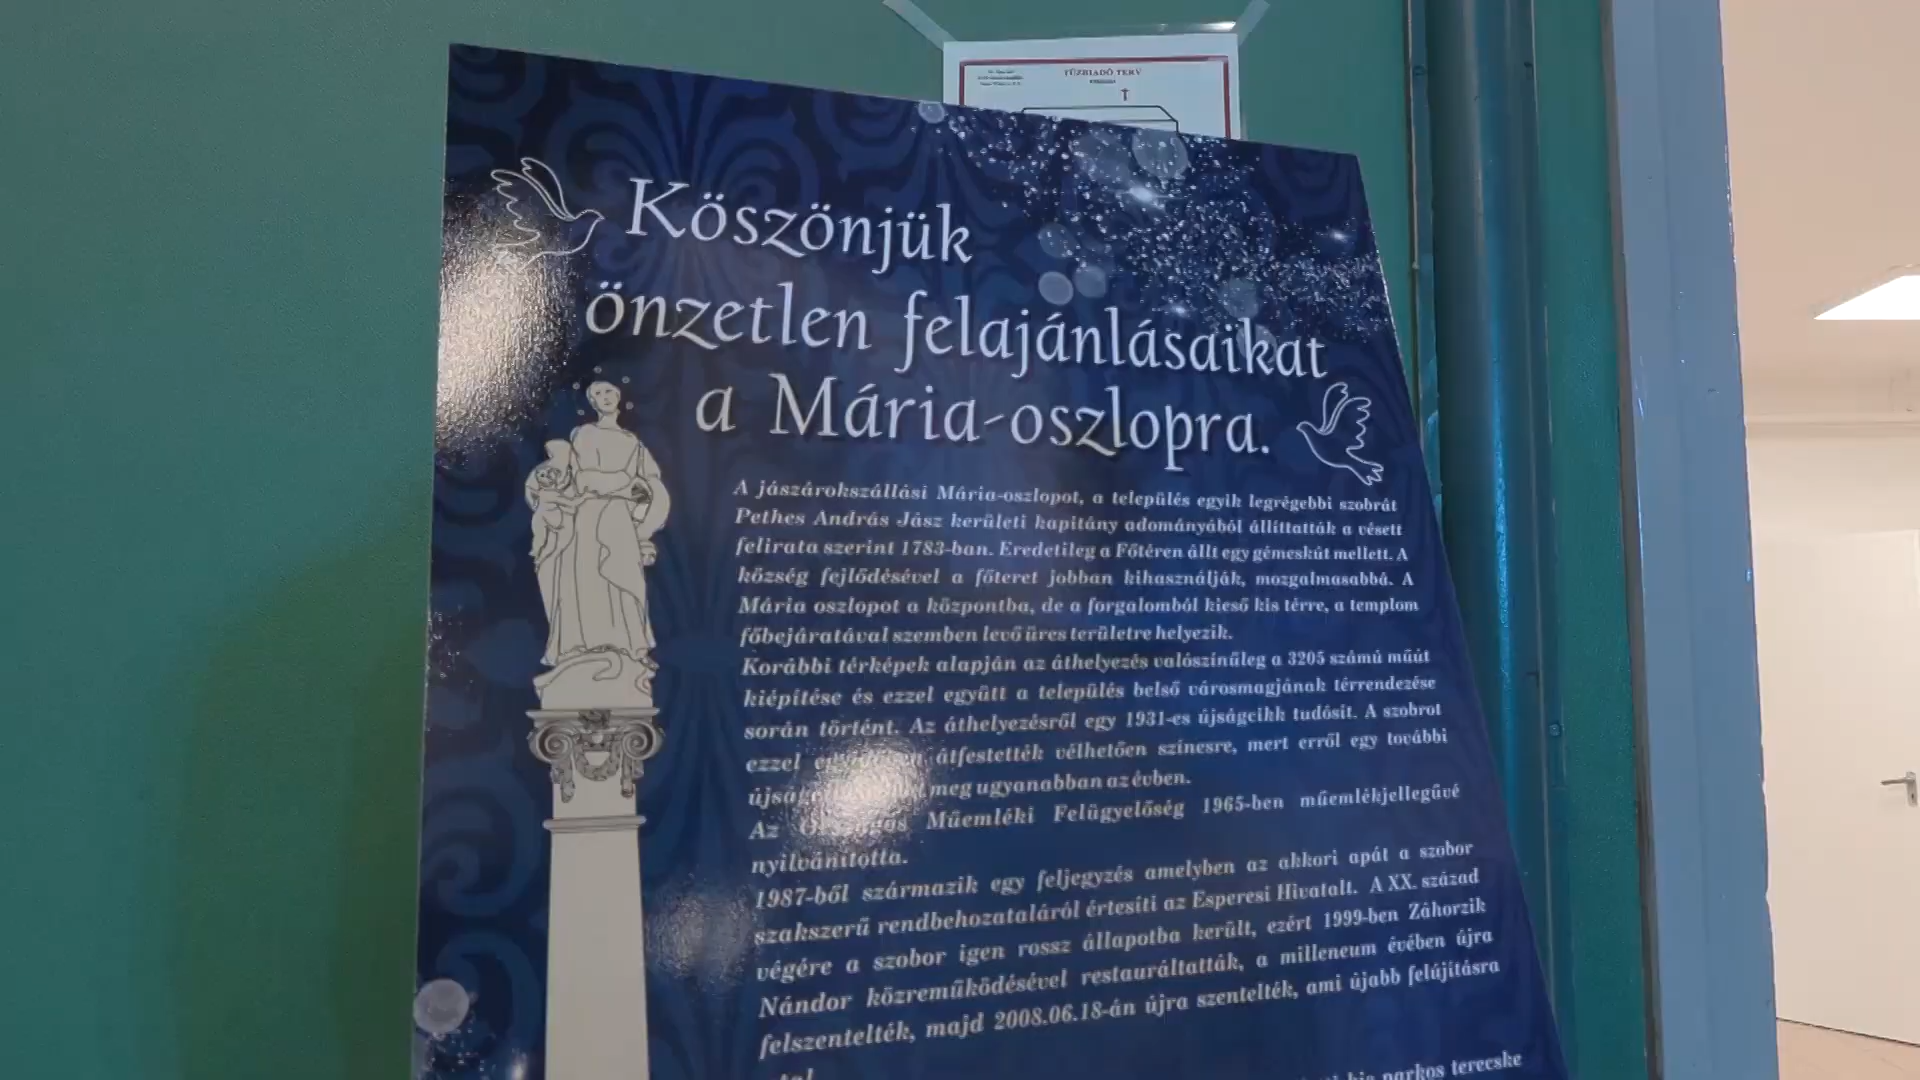 TŰZRIADÓ TERV
Köszönjük
önzetlen felajánlásaikat
a Mária-oszlopra.
A jászárokszállási Mária-oszlopot, a település egyik legrégebbi szobrát
Pethes András Jász kerületi kapitány adományából állíttatták a vésett
felirata szerint 1783-ban. Eredetileg a Főtéren állt egy gémeskút mellett. A
község fejlődésével a főteret jobban kihasználják, mozgalmasabbá. A
Mária oszlopot a központba, de a forgalomból kieső kis térre, a templom
főbejáratával szemben levő üres területre helyezik.
Korábbi térképek alapján az áthelyezés valószínűleg a 3205 számú műút
kiépítése és ezzel együtt a település belső városmagjának térrendezése
során történt. Az áthelyezésről egy 1931-es újságcikk tudósít. A szobrot
ezzel átfestették vélhetően színesre, mert erről egy további
meg ugyanabban az évben.
Az Műemléki Felügyelőség 1965-ben műemlékjellegűvé
nyilvánította.
1987-ből származik egy feljegyzés amelyben az akkori apát a szobor
szakszerű rendbehozataláról értesíti az Esperesi Hivatalt. A XX. század
végére a szobor igen rossz állapotba került, ezért 1999-ben Záhorzik
Nándor közreműködésével restauráltatták, a milleneum évében újra
felszentelték, majd 2008.06.18-án újra szentelték, ami újabb felújításra
parkos terecske